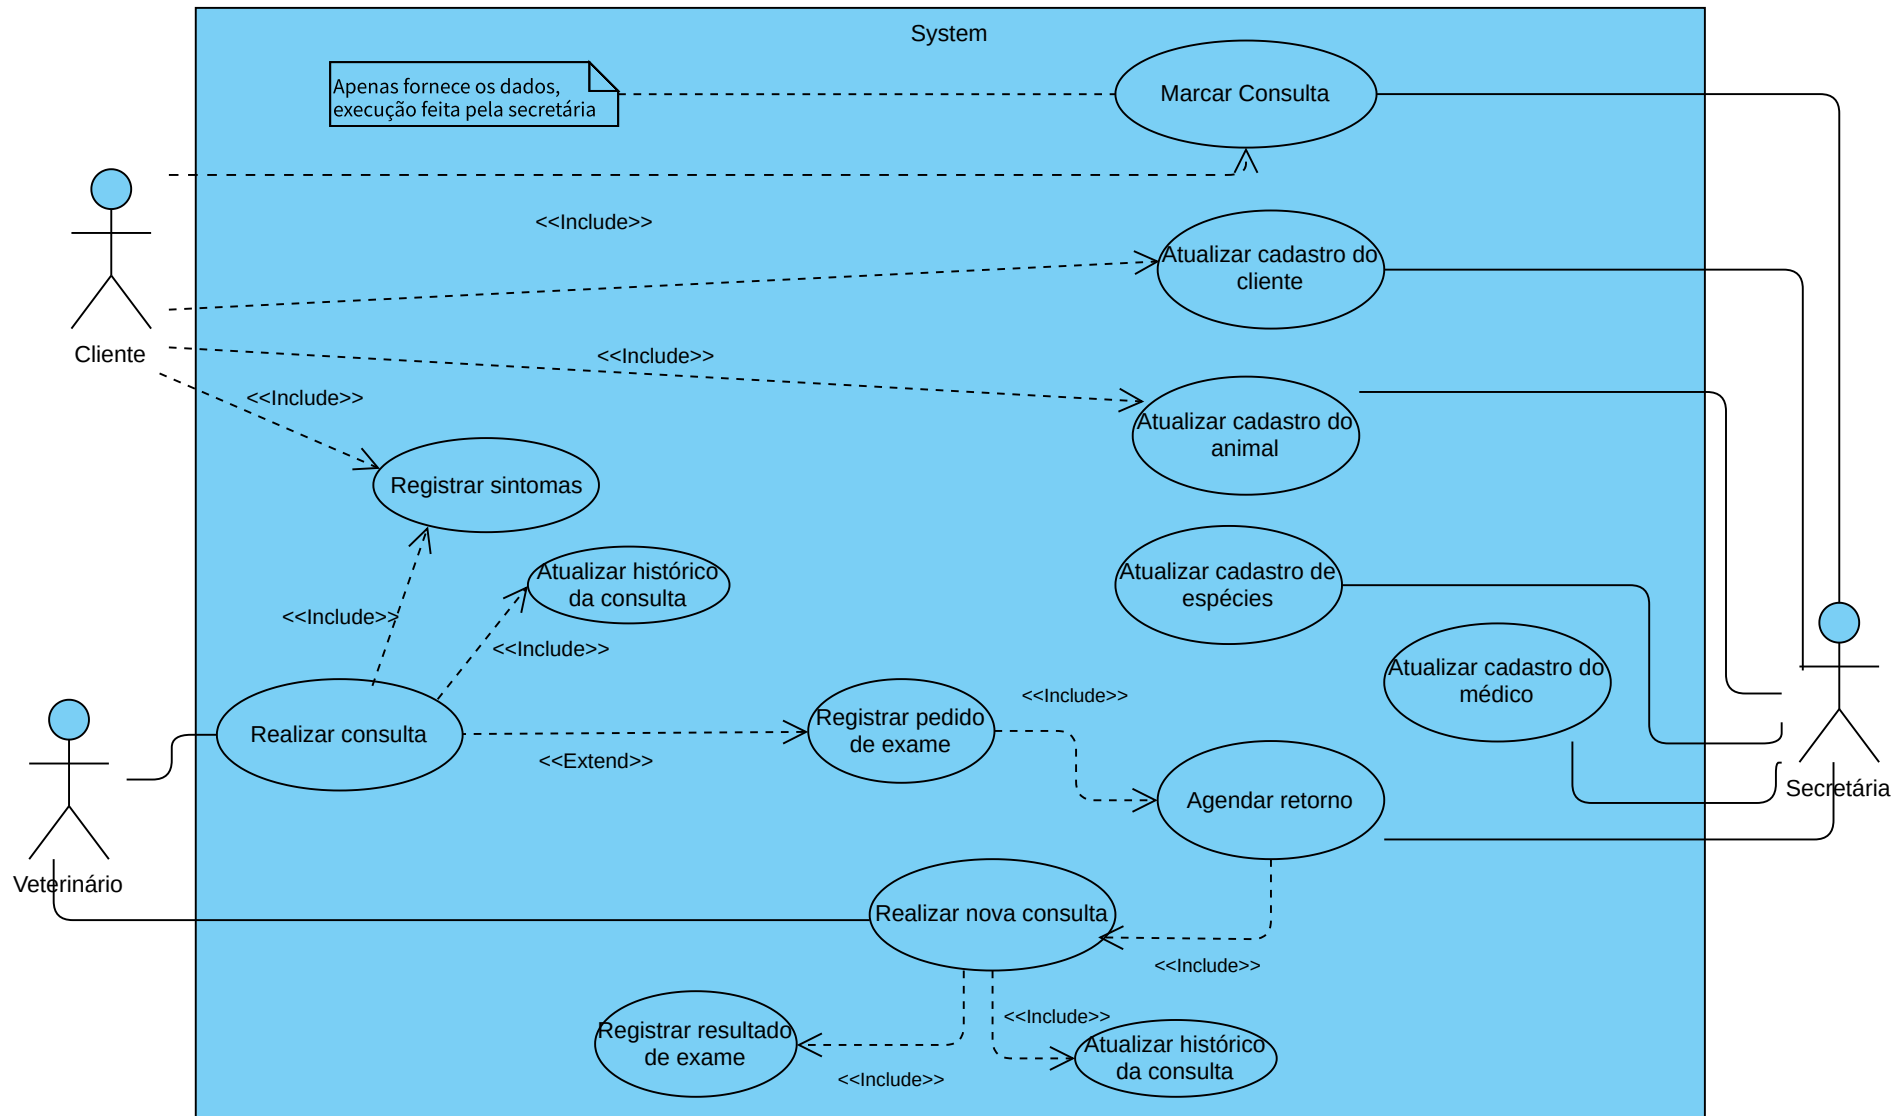 System
Apenas fornece os dados,
execução feita pela secretária
Marcar Consulta
<<Include>>
Atualizar cadastro do
cliente
Cliente
<<Include>>
<<Include>>
Atualizar cadastro do
animal
Registrar sintomas
Atualizar histórico
da consulta
Atualizar cadastro de
espécies
<<Include>>
<<Include>>
Atualizar cadastro do
médico
<<Include>>
Realizar consulta
Registrar pedido
de exame
<<Extend>>
Agendar retorno
Secretária
Veterinário
Realizar nova consulta
<<Include>>
<<Include>>
Registrar resultado
de exame
Atualizar histórico
da consulta
<<Include>>